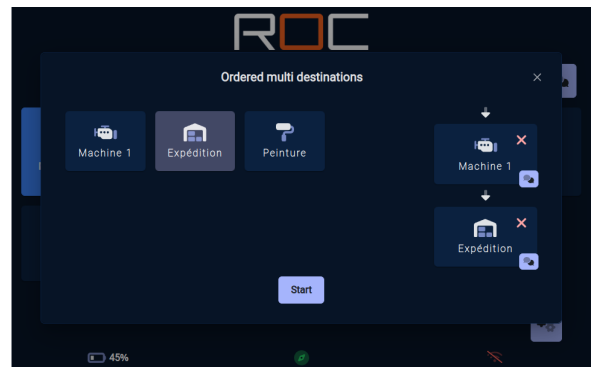 ROC
Ordered multi destinations
Machine 1
Expédition
Peinture
Machine 1
Expédition
Start
45%